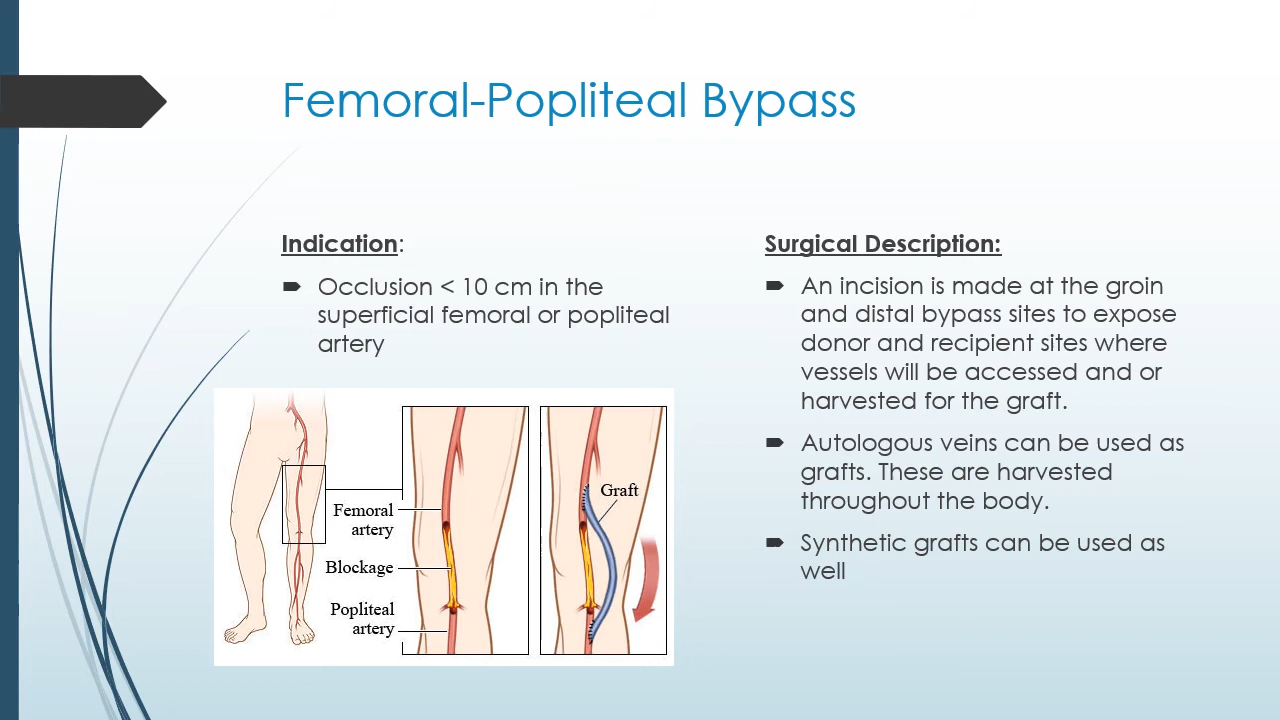 Femoral-Popliteal Bypass
Indication:
Occlusion < 10 cm in the
superficial femoral or popliteal
artery
Femoral
artery
Blockage
Popliteal
artery
Graft
Surgical Description:
An incision is made at the groin
and distal bypass sites to expose
donor and recipient sites where
vessels will be accessed and or
harvested for the graft.
Autologous veins can be used as
grafts. These are harvested
throughout the body.
Synthetic grafts can be used as
well